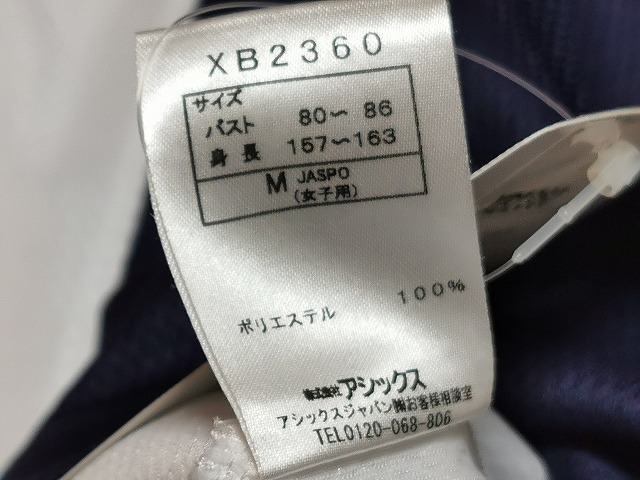 XB2360
サイズ
バスト 80〜 86
身長 157〜163
M JASPO
(女子用)
ポリエステル 100%
株式会社アシックス
アシックスジャパン㈱お客様相談室
TEL0120-068-806